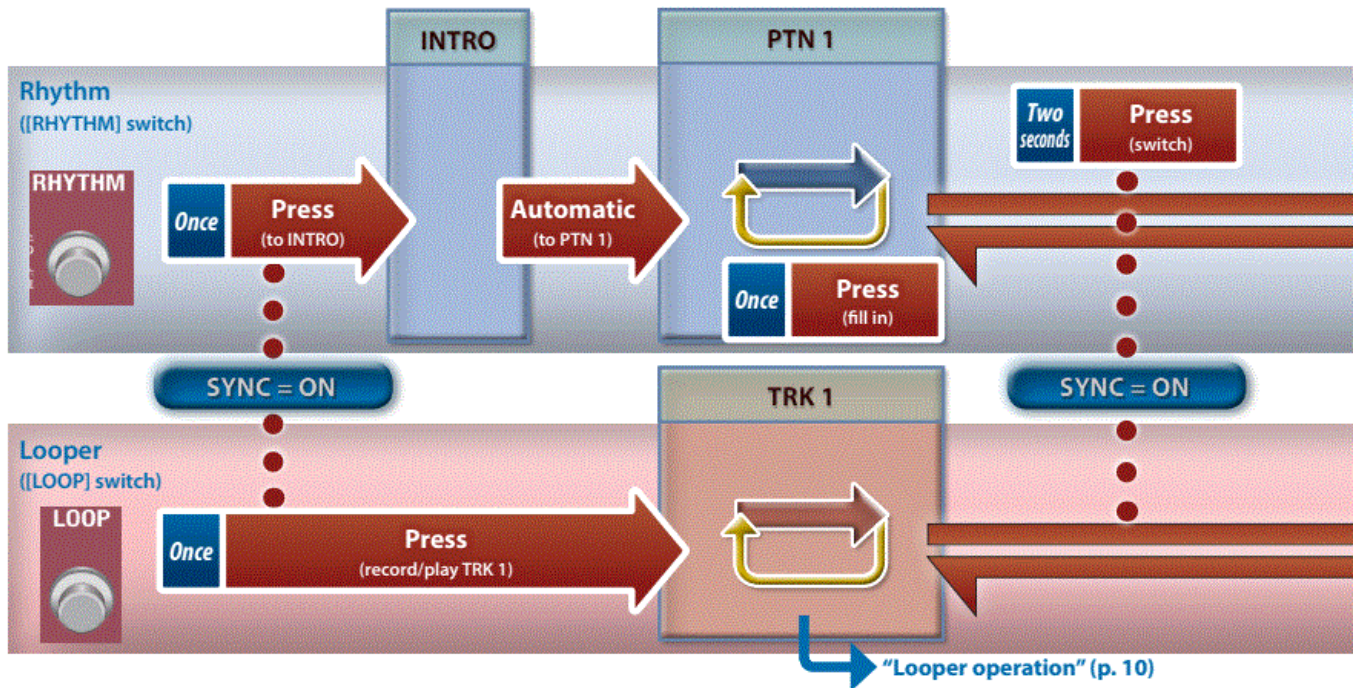 INTRO
PTN 1
Rhythm
([RHYTHM] switch)
RHYTHM
Once
Press
(to INTRO)
Automatic
(to PTN 1)
Once
Press
(fill in)
Two
seconds
Press
(switch)
SYNC = ON
SYNC = ON
TRK 1
Looper
([LOOP] switch)
LOOP
Once
Press
(record/play TRK 1)
“Looper operation” (p. 10)